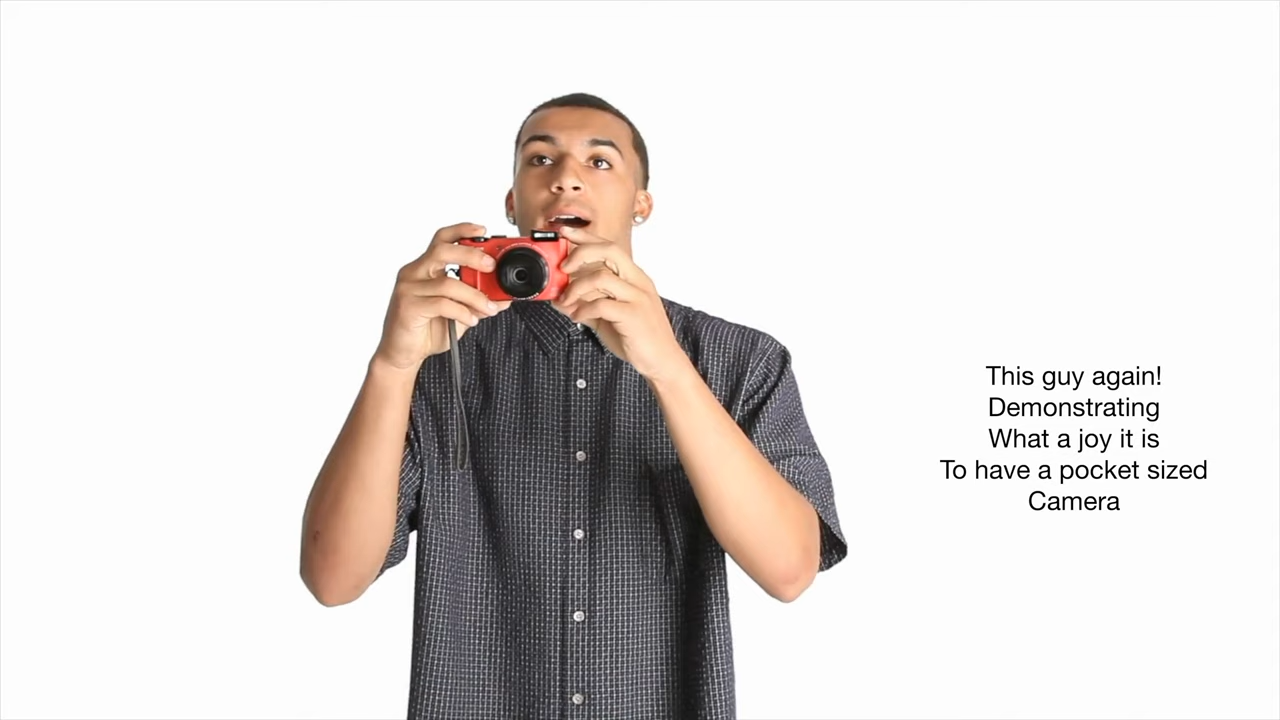 This guy again!
Demonstrating
What a joy it is
To have a pocket sized
Camera